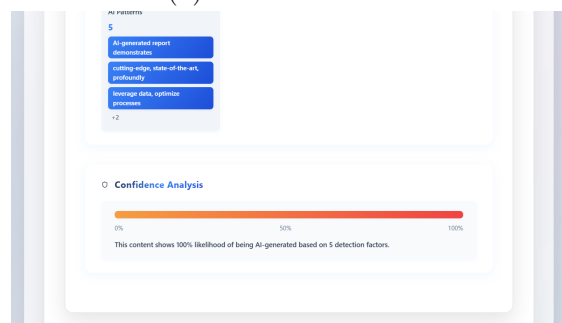 AI Patterns
5
AI-generated report
demonstrates
cutting-edge, state-of-the-art,
profoundly
leverage data, optimize
processes
+2
Confidence Analysis
0% 50% 100%
This content shows 100% likelihood of being AI-generated based on 5 detection factors.